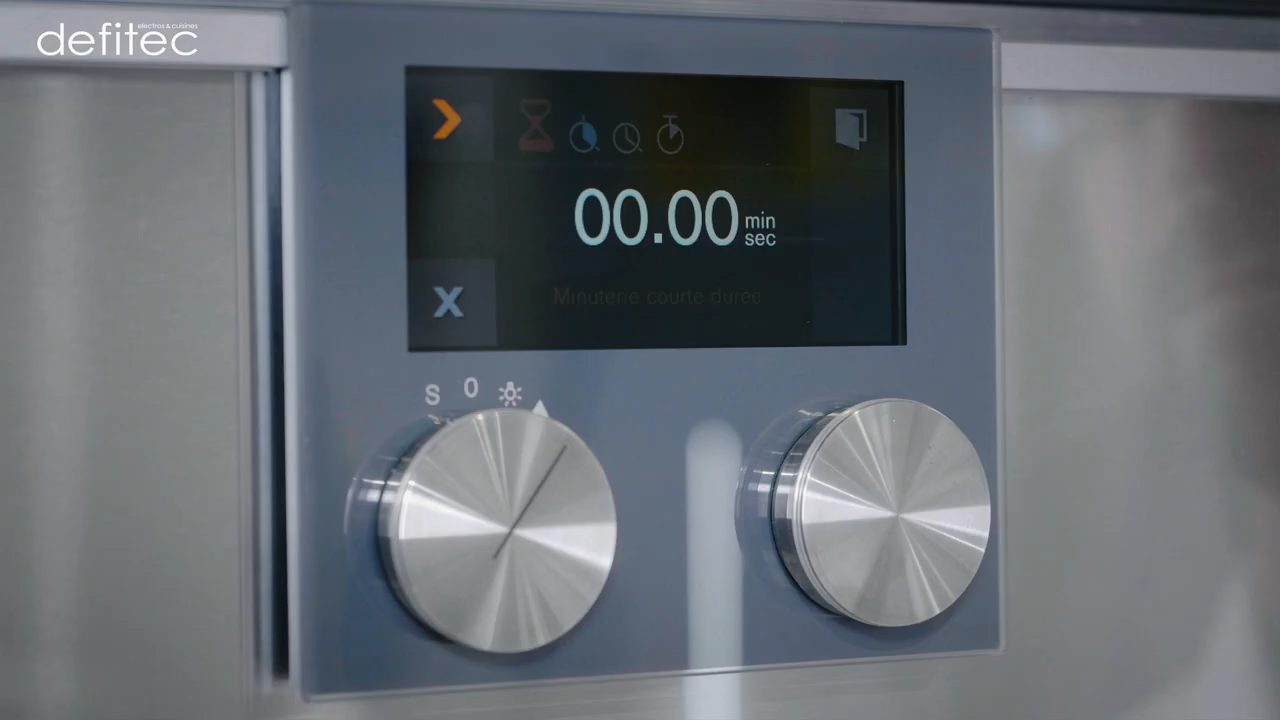 electros & cuisines
defitec
00.00 min
sec
Minuterie courte durée
S 0